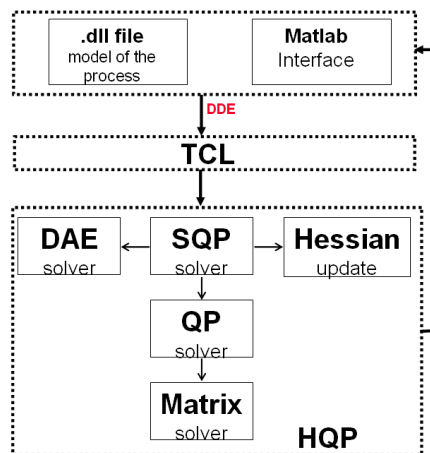 .dll file
model of the
process
Matlab
Interface
DDE
TCL
DAE
solver
SQP
solver
Hessian
update
QP
solver
Matrix
solver
HQP